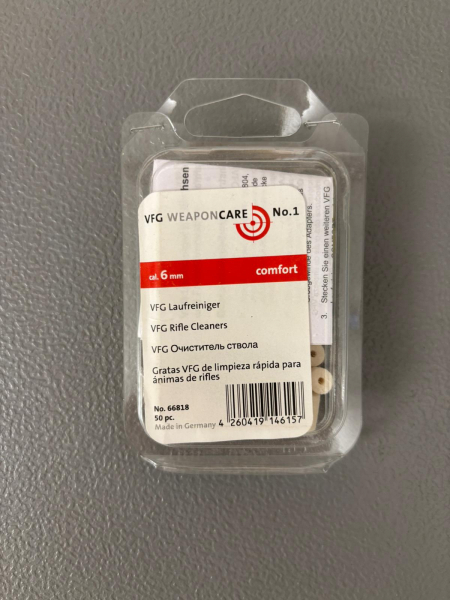 VFG WEAPONCARE No.1
cal. 6 mm comfort
VFG Laufreiniger
VFG Rifle Cleaners
VFG Очиститель ствола
Gratas VFG de limpieza rápida para
ánimas de rifles
No. 66818
50 pc.
Made in Germany
4 260419 146157
des Adapters.
3. Stecken Sie einen weiteren VFG